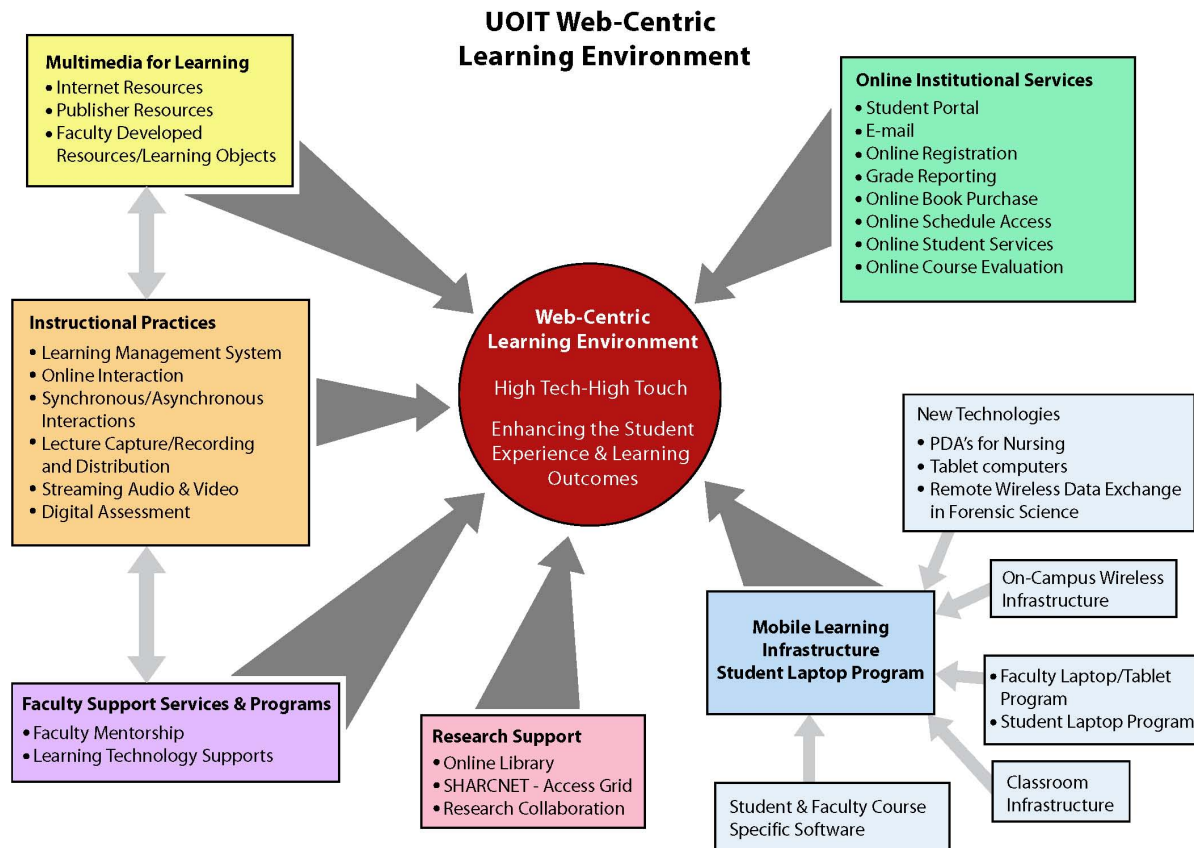 UOIT Web-Centric
Learning Environment
Multimedia for Learning
• Internet Resources
• Publisher Resources
• Faculty Developed
Resources/Learning Objects
Online Institutional Services
• Student Portal
• E-mail
• Online Registration
• Grade Reporting
• Online Book Purchase
• Online Schedule Access
• Online Student Services
• Online Course Evaluation
Instructional Practices
• Learning Management System
• Online Interaction
• Synchronous/Asynchronous
Interactions
• Lecture Capture/Recording
and Distribution
• Streaming Audio & Video
• Digital Assessment
Web-Centric
Learning Environment
High Tech-High Touch
Enhancing the Student
Experience & Learning
Outcomes
New Technologies
• PDA's for Nursing
• Tablet computers
• Remote Wireless Data Exchange
in Forensic Science
On-Campus Wireless
Infrastructure
Mobile Learning
Infrastructure
Student Laptop Program
• Faculty Laptop/Tablet
Program
• Student Laptop Program
Faculty Support Services & Programs
• Faculty Mentorship
• Learning Technology Supports
Research Support
• Online Library
• SHARCNET - Access Grid
• Research Collaboration
Student & Faculty Course
Specific Software
Classroom
Infrastructure